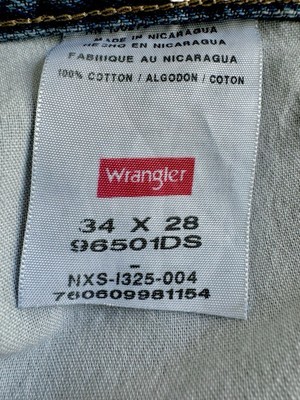 MADE IN NICARAGUA
HECHO EN NICARAGUA
FABRIQUE AU NICARAGUA
100% COTTON / ALGODON / COTON
Wrangler
34 X 28
96501DS
NXS-I325-004
760609981154